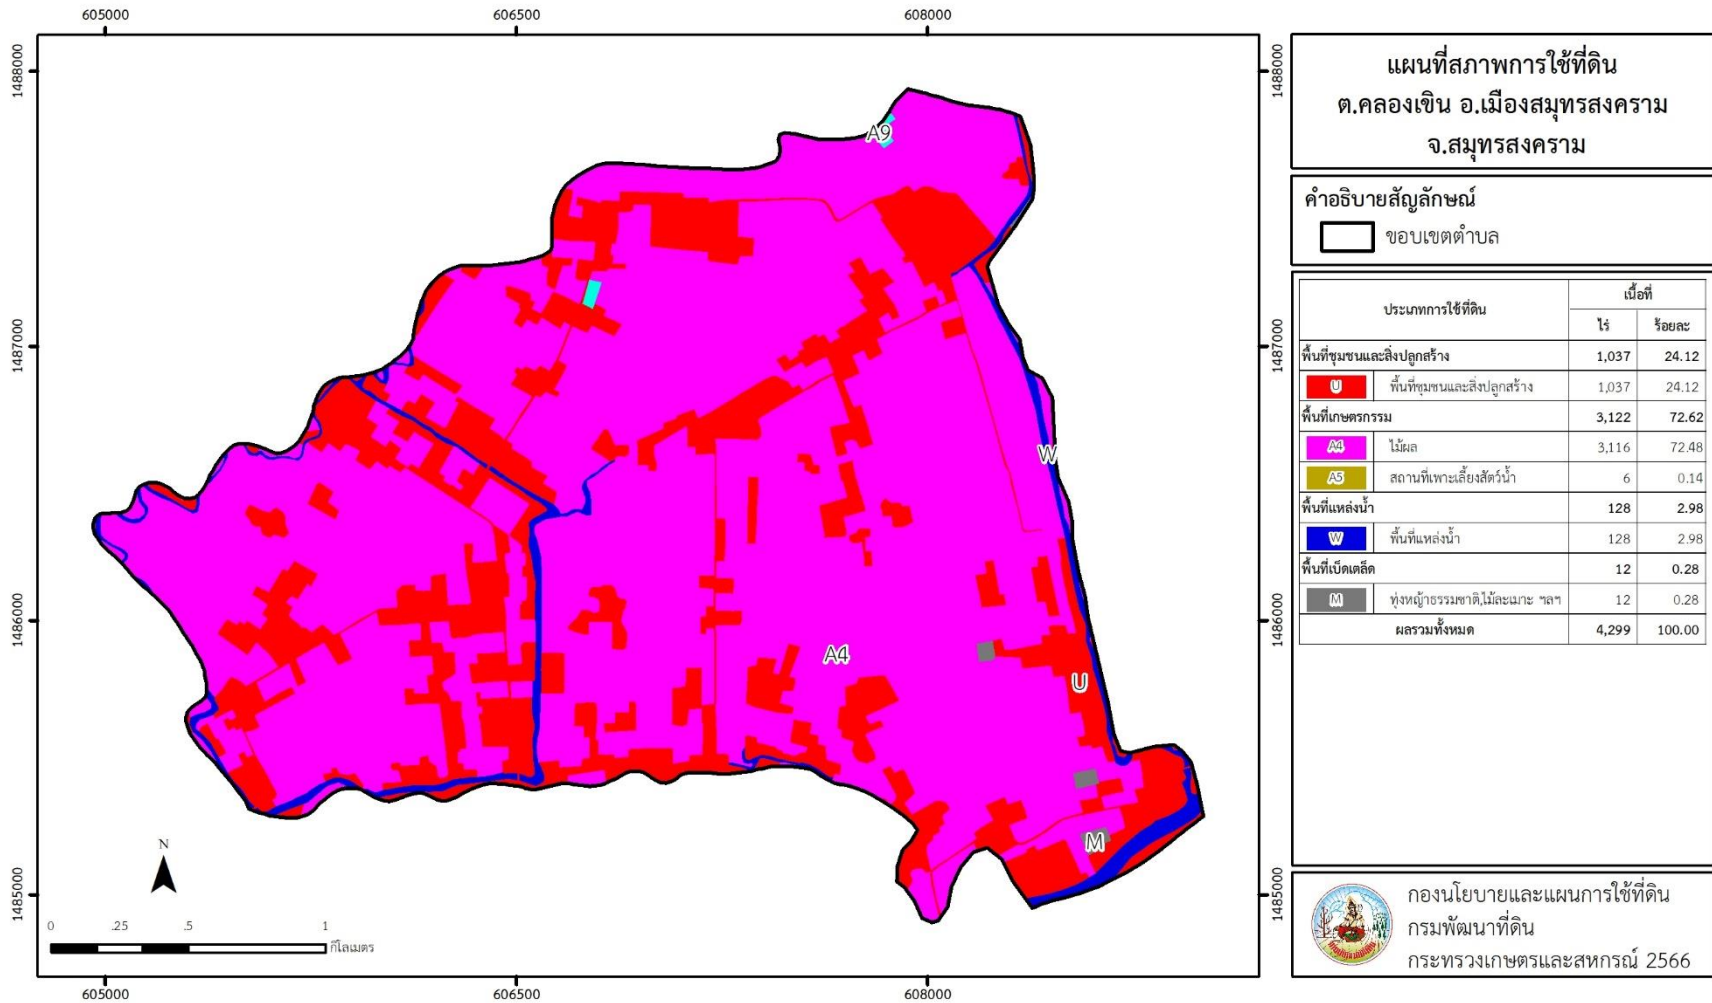 605000
606500
608000
1488000
1488000
1487000
1487000
1486000
1486000
1485000
1485000
A9
W
A4
U
M
N
0 .25 .5 1
กิโลเมตร
605000
606500
608000
แผนที่สภาพการใช้ที่ดิน
ต.คลองเขิน อ.เมืองสมุทรสงคราม
จ.สมุทรสงคราม
คำอธิบายสัญลักษณ์
ขอบเขตตำบล
ประเภทการใช้ที่ดิน เนื้อที่
ไร่ ร้อยละ
พื้นที่ชุมชนและสิ่งปลูกสร้าง 1,037 24.12
U พื้นที่ชุมชนและสิ่งปลูกสร้าง 1,037 24.12
พื้นที่เกษตรกรรม 3,122 72.62
A4 ไม้ผล 3,116 72.48
A5 สถานที่เพาะเลี้ยงสัตว์น้ำ 6 0.14
พื้นที่แหล่งน้ำ 128 2.98
W พื้นที่แหล่งน้ำ 128 2.98
พื้นที่เบ็ดเตล็ด 12 0.28
M ทุ่งหญ้าธรรมชาติ,ไม้ละเมาะ ฯลฯ 12 0.28
ผลรวมทั้งหมด 4,299 100.00
กองนโยบายและแผนการใช้ที่ดิน
กรมพัฒนาที่ดิน
กระทรวงเกษตรและสหกรณ์ 2566